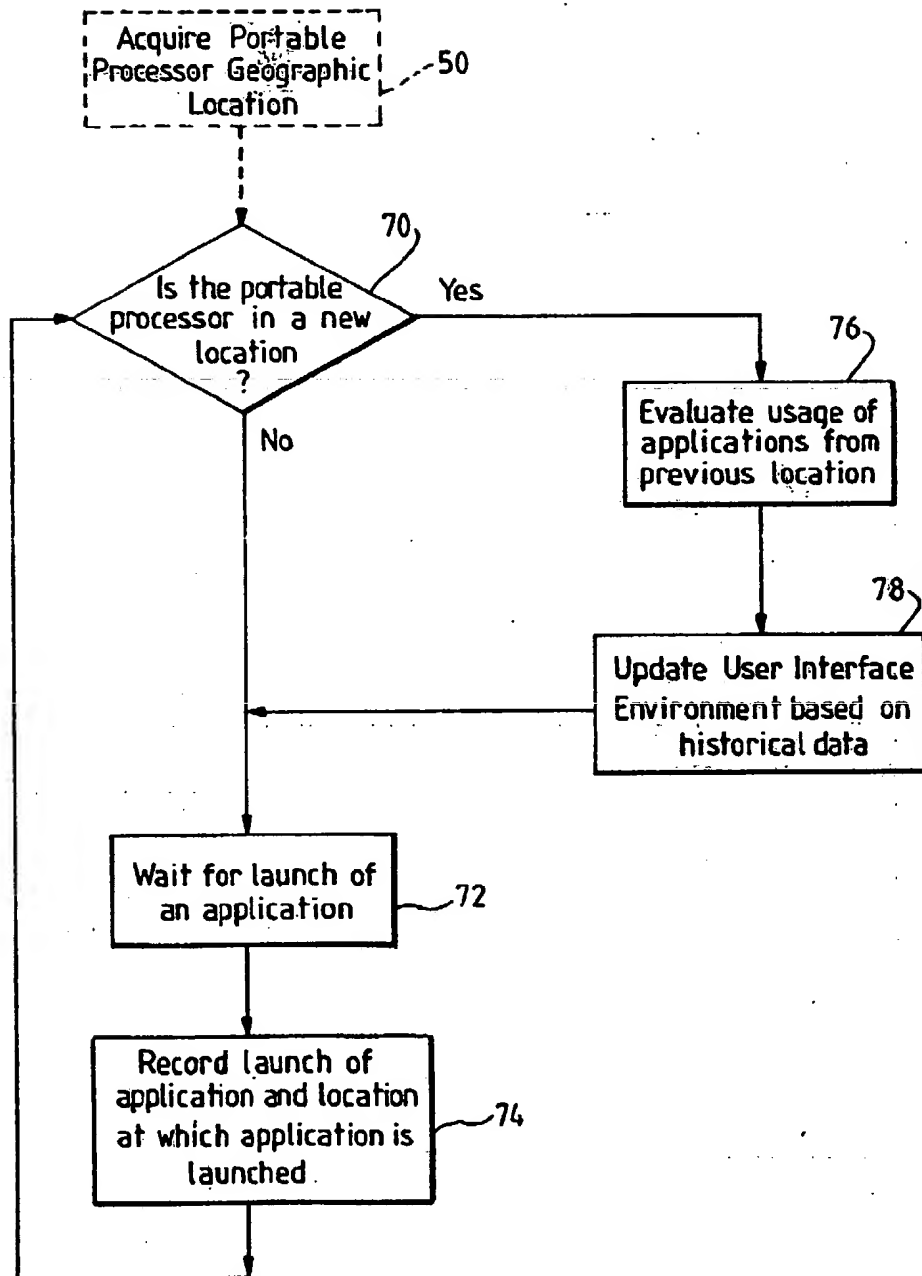 Acquire Portable
Processor Geographic
Location
50
70
Is the portable
processor in a new
location
?
Yes
No
76
Evaluate usage of
applications from
previous location
78
Update User Interface
Environment based on
historical data
Wait for launch of
an application
72
Record launch of
application and location
at which application is
launched
74